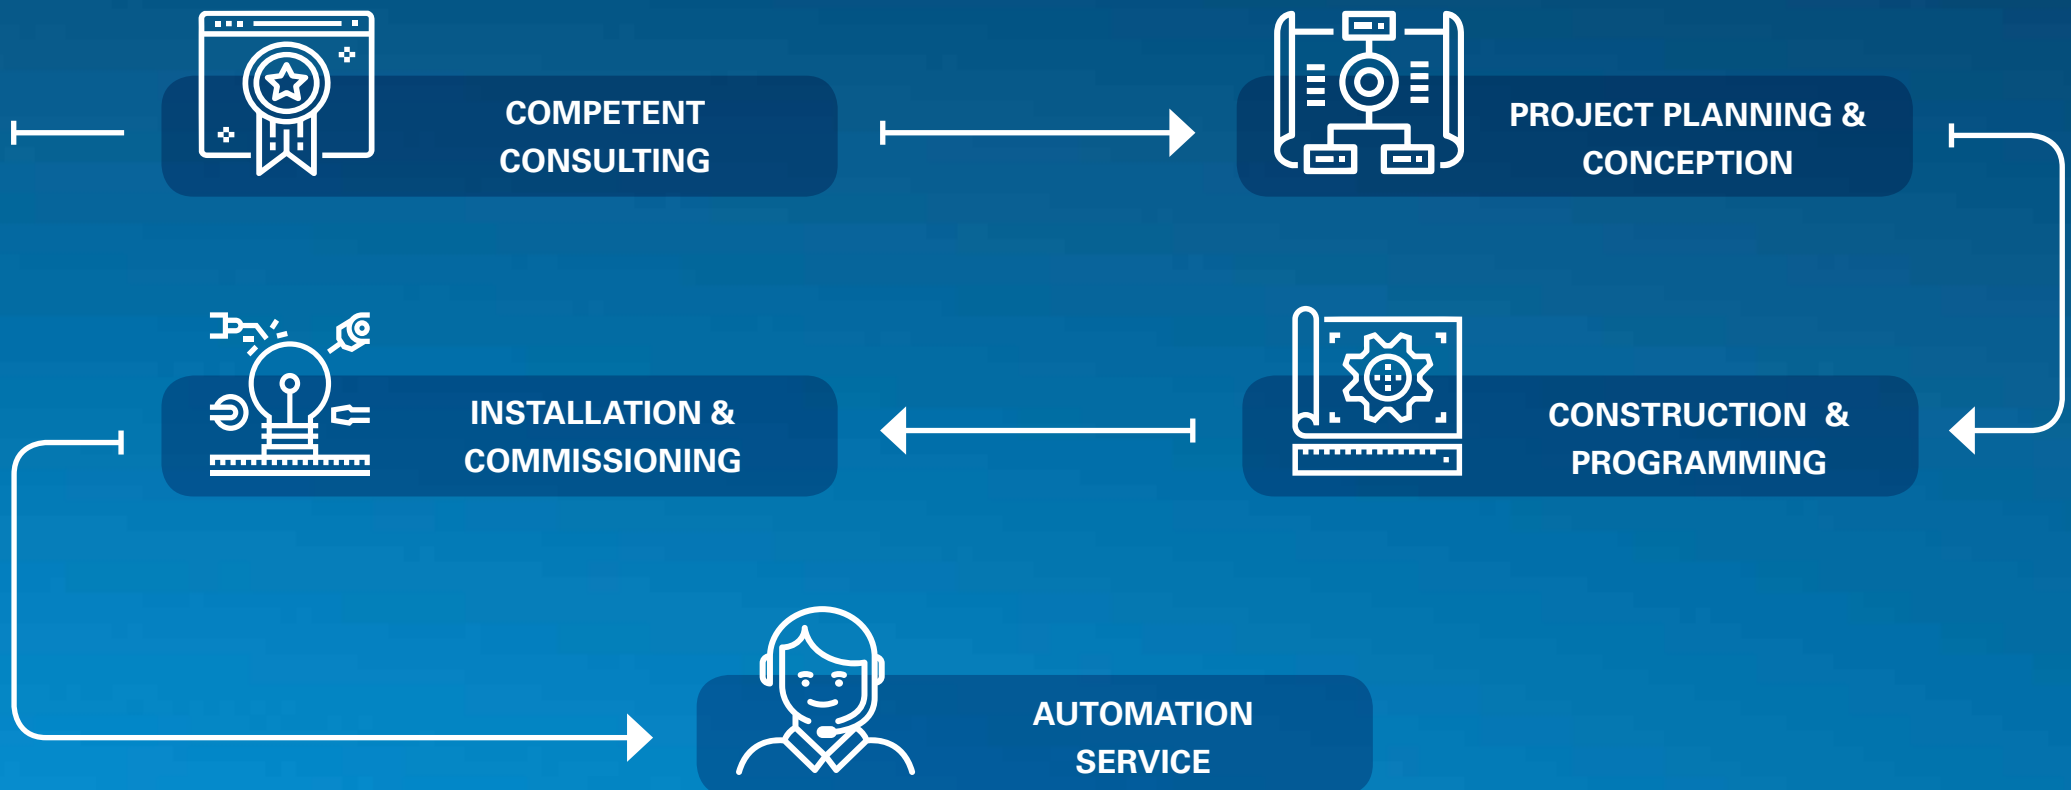 COMPETENT
CONSULTING
PROJECT PLANNING &
CONCEPTION
INSTALLATION &
COMMISSIONING
CONSTRUCTION &
PROGRAMMING
AUTOMATION
SERVICE